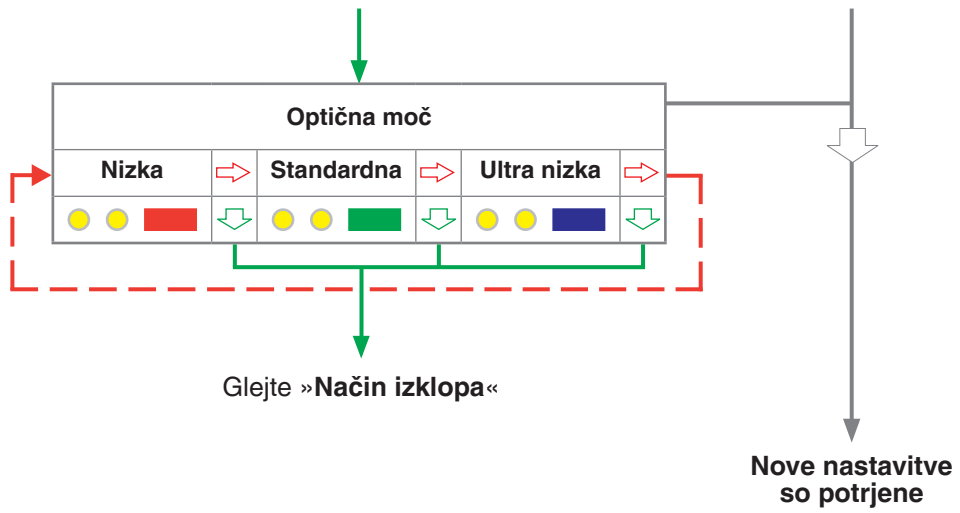 Optična moč
Nizka
Standardna
Ultra nizka
Glejte »Način izklopa«
Nove nastavitve
so potrjene